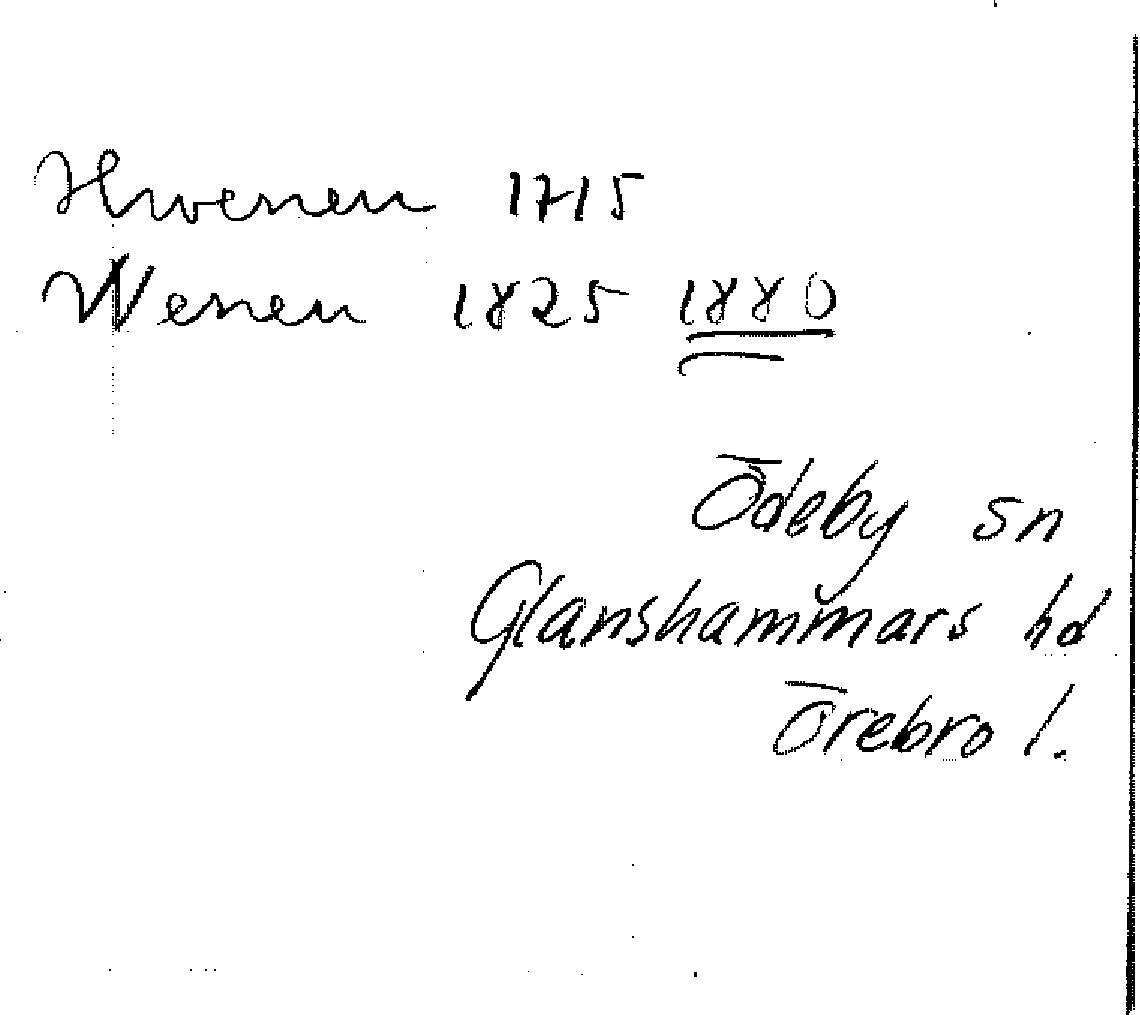 Hwenen 1715
Wenen 1825 1880
Ödeby sn
Glanshammars hd
Örebro l.